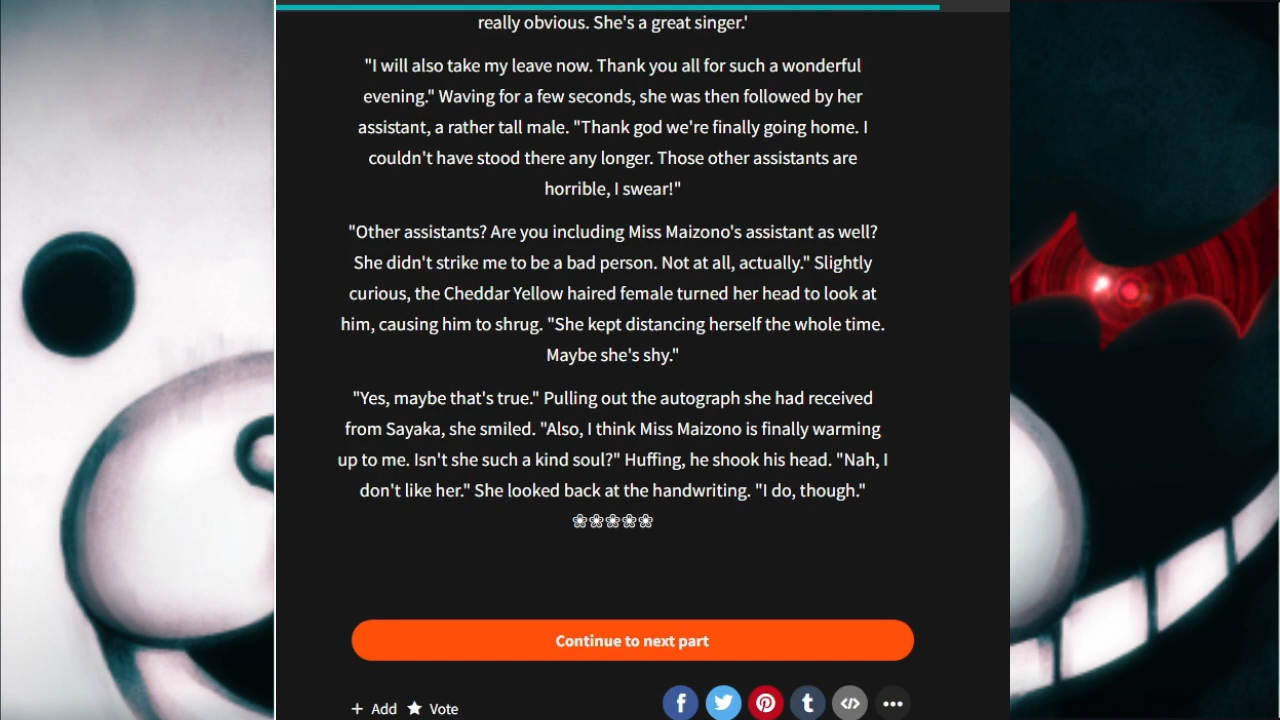 really obvious. She's a great singer.'
"I will also take my leave now. Thank you all for such a wonderful
evening." Waving for a few seconds, she was then followed by her
assistant, a rather tall male. "Thank god we're finally going home. I
couldn't have stood there any longer. Those other assistants are
horrible, I swear!"
"Other assistants? Are you including Miss Maizono's assistant as well?
She didn't strike me to be a bad person. Not at all, actually." Slightly
curious, the Cheddar Yellow haired female turned her head to look at
him, causing him to shrug. "She kept distancing herself the whole time.
Maybe she's shy."
"Yes, maybe that's true." Pulling out the autograph she had received
from Sayaka, she smiled. "Also, I think Miss Maizono is finally warming
up to me. Isn't she such a kind soul?" Huffing, he shook his head. "Nah, I
don't like her." She looked back at the handwriting. "I do, though."
❀❀❀❀❀
Continue to next part
+ Add ★ Vote